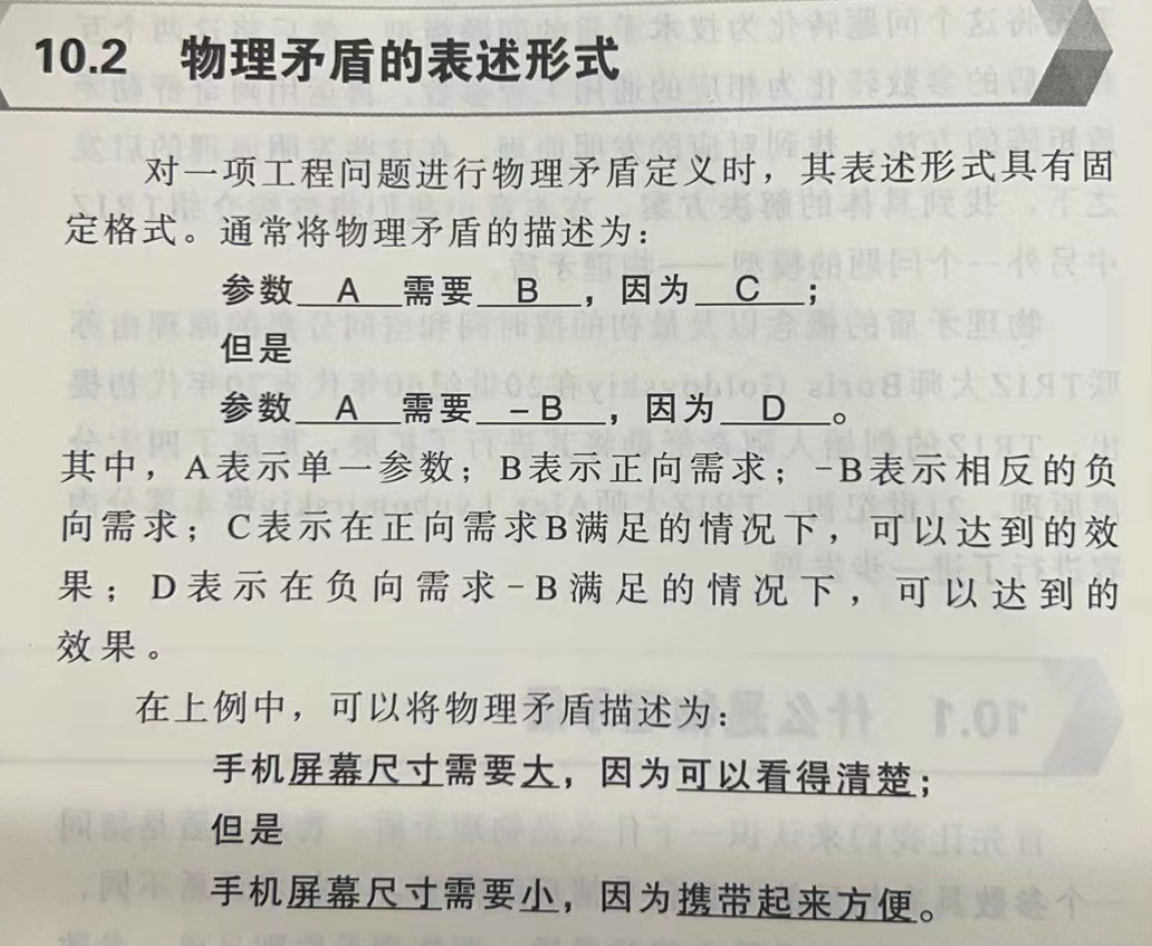 10.2 物理矛盾的表述形式
对一项工程问题进行物理矛盾定义时，其表述形式具有固
定格式。通常将物理矛盾的描述为：
参数 A 需要 B ，因为 C ；
但是
参数 A 需要 －B ，因为 D 。
其中，A表示单一参数；B表示正向需求；－B表示相反的负
向需求；C表示在正向需求B满足的情况下，可以达到的效
果；D表示在负向需求－B满足的情况下，可以达到的
效果。
在上例中，可以将物理矛盾描述为：
手机屏幕尺寸需要大，因为可以看得清楚；
但是
手机屏幕尺寸需要小，因为携带起来方便。